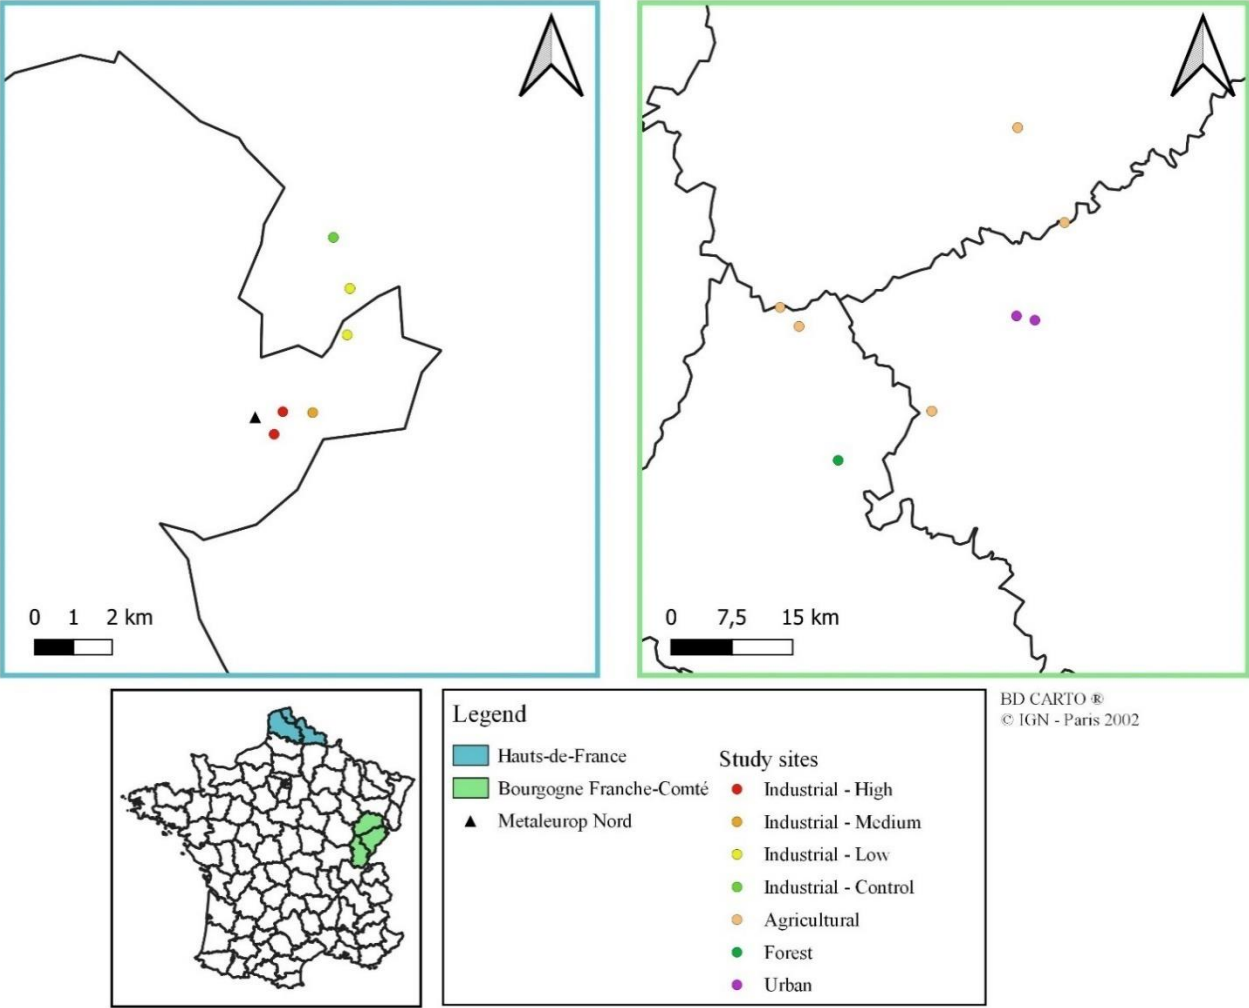 0 1 2 km
0 7,5 15 km
BD CARTO ®
© IGN - Paris 2002
Legend
Hauts-de-France
Bourgogne Franche-Comté
Metaleurop Nord
Study sites
Industrial - High
Industrial - Medium
Industrial - Low
Industrial - Control
Agricultural
Forest
Urban